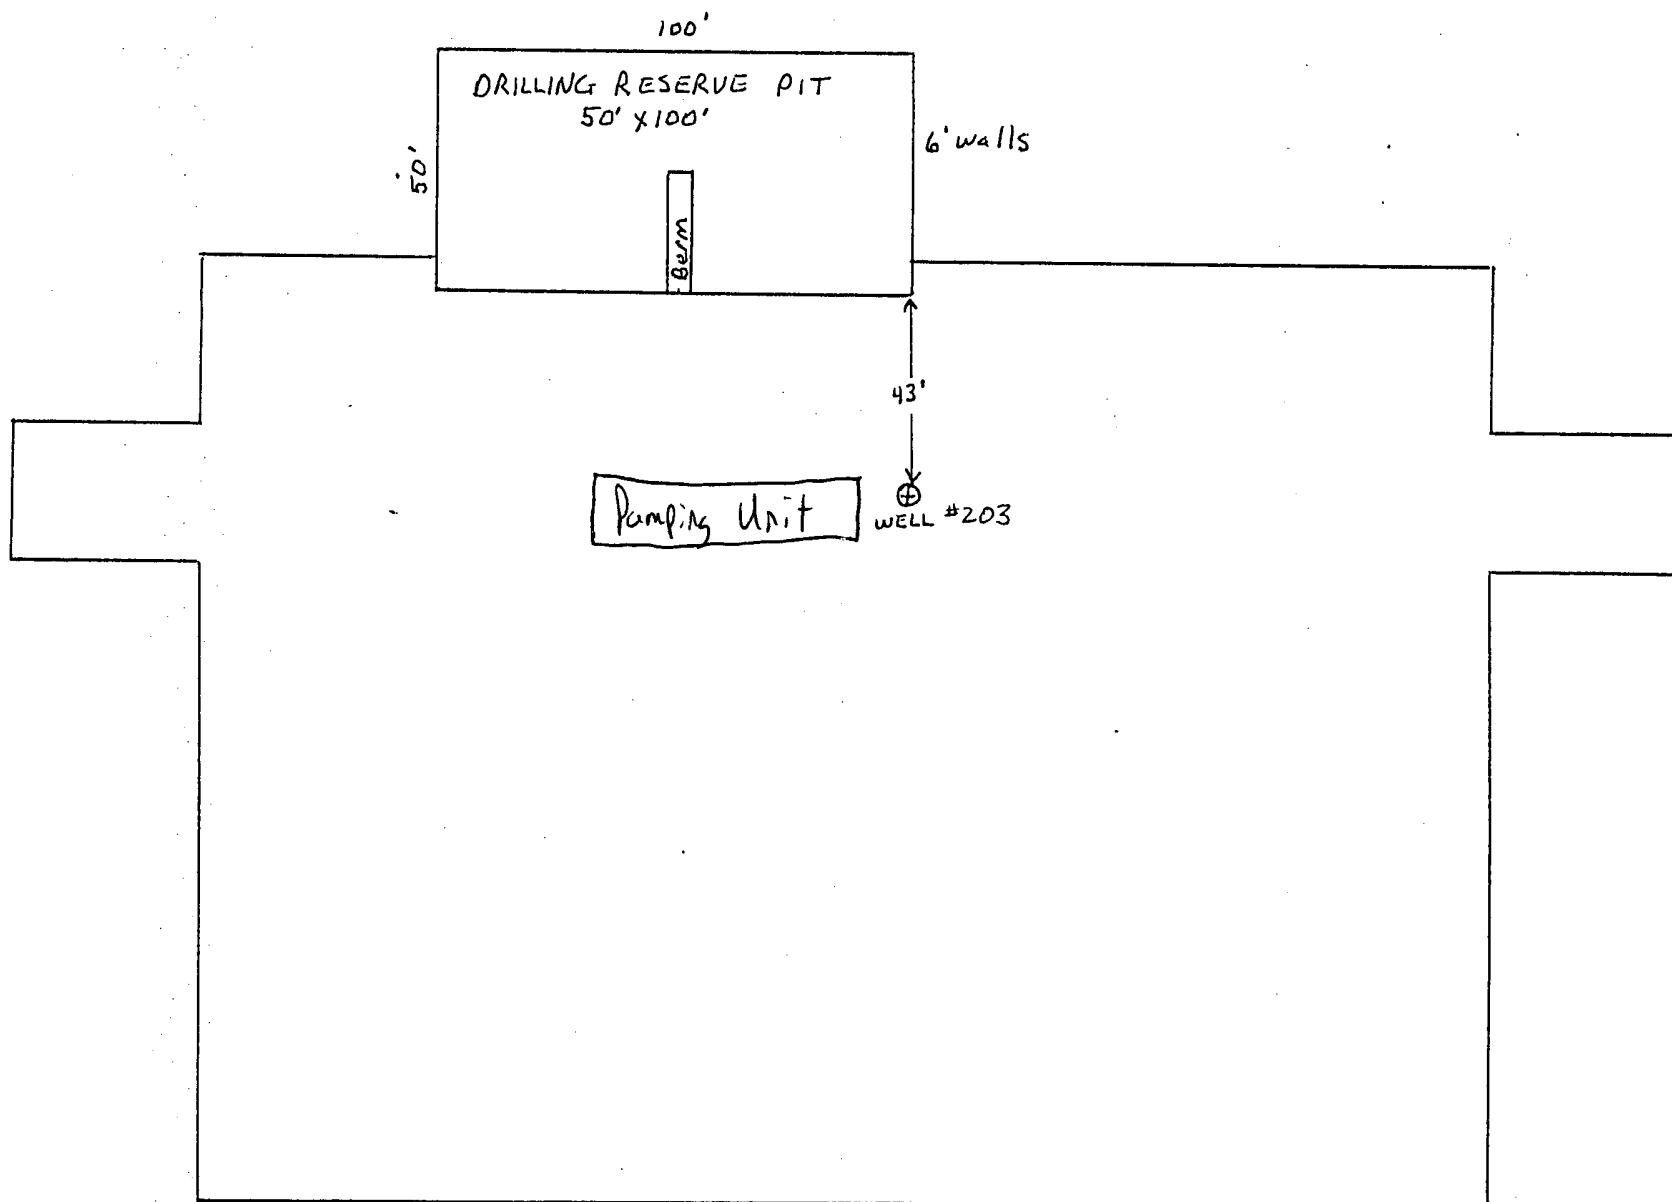 100'
DRILLING RESERVE PIT
50' x 100'
6' walls
50'
Berm
43'
Pumping Unit
WELL #203